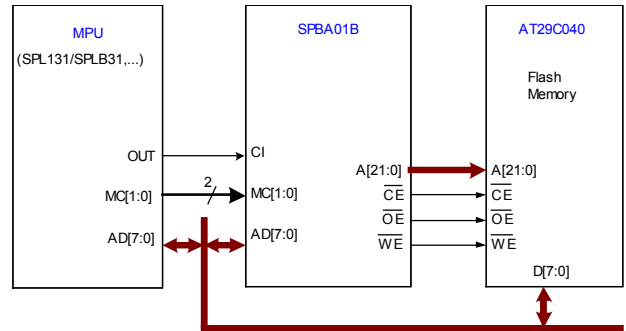 MPU
(SPL131/SPLB31,...)
OUT
MC[1:0]
AD[7:0]
2
SPBA01B
CI
MC[1:0]
AD[7:0]
A[21:0]
CE
OE
WE
AT29C040
Flash
Memory
A[21:0]
CE
OE
WE
D[7:0]